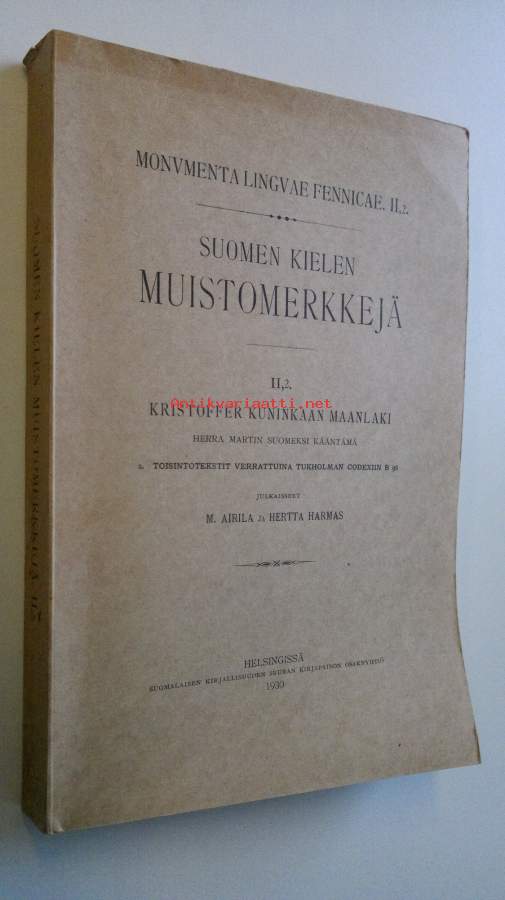 MONVMENTA LINGVAE FENNICAE. II,2.
SUOMEN KIELEN
MUISTOMERKKEJÄ
II,2.
Antikvariaatti.net
KRISTOFFER KUNINKAAN MAANLAKI
HERRA MARTIN SUOMEKSI KÄÄNTÄMÄ
2. TOISINTOTEKSTIT VERRATTUINA TUKHOLMAN CODEXIIN B 96
JULKAISSEET
M. AIRILA JA HERTTA HARMAS
HELSINGISSÄ
SUOMALAISEN KIRJALLISUUDEN SEURAN KIRJAPAINON OSAKEYHTIÖ
1930
SUOMEN KIELEN MUISTOMERKKEJÄ II,2